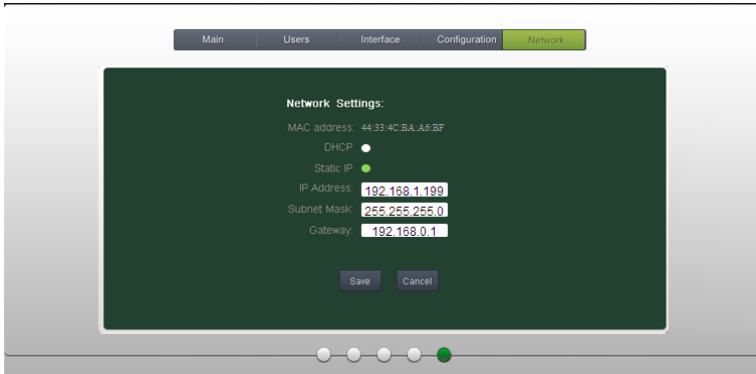 Main Users Interface Configuration Network
Network Settings:
MAC address: 44:33:4C:BA:A6:BF
DHCP
Static IP
IP Address: 192.168.1.199
Subnet Mask: 255.255.255.0
Gateway: 192.168.0.1
Save Cancel